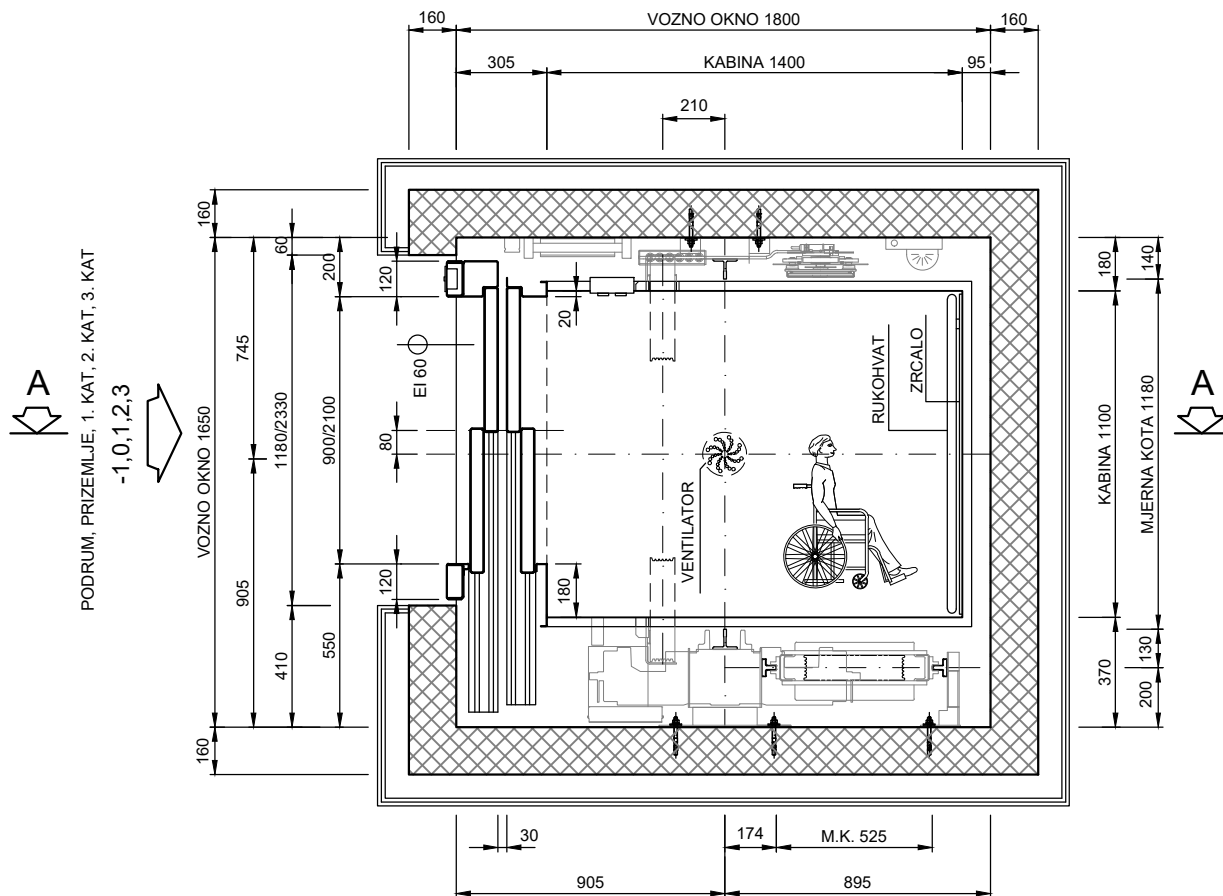 160
VOZNO OKNO 1800
160
305
KABINA 1400
95
210
160
60
200
120
745
VOZNO OKNO 1650
1180/2330
900/2100
80
905
120
550
410
160
PODRUM, PRIZEMLJE, 1. KAT, 2. KAT, 3. KAT
-1,0,1,2,3
A
EI 60
20
180
VENTILATOR
RUKOHVAT
ZRCALO
A
180
140
KABINA 1100
MJERNA KOTA 1180
130
370
200
30
174
M.K. 525
905
895